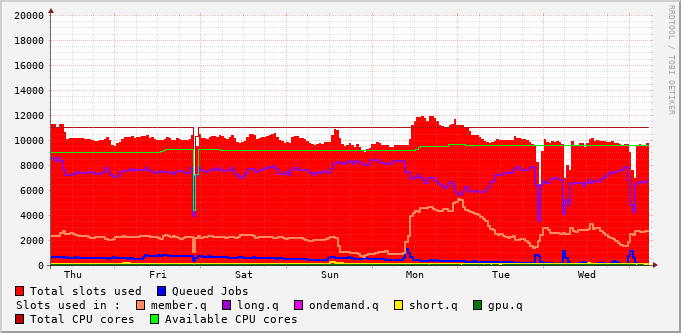 20000
18000
16000
14000
12000
10000
8000
6000
4000
2000
0
Thu Fri Sat Sun Mon Tue Wed
Total slots used Queued Jobs
Slots used in : member.q long.q ondemand.q short.q gpu.q
Total CPU cores Available CPU cores
RRDTOOL / TOBI OETIKER